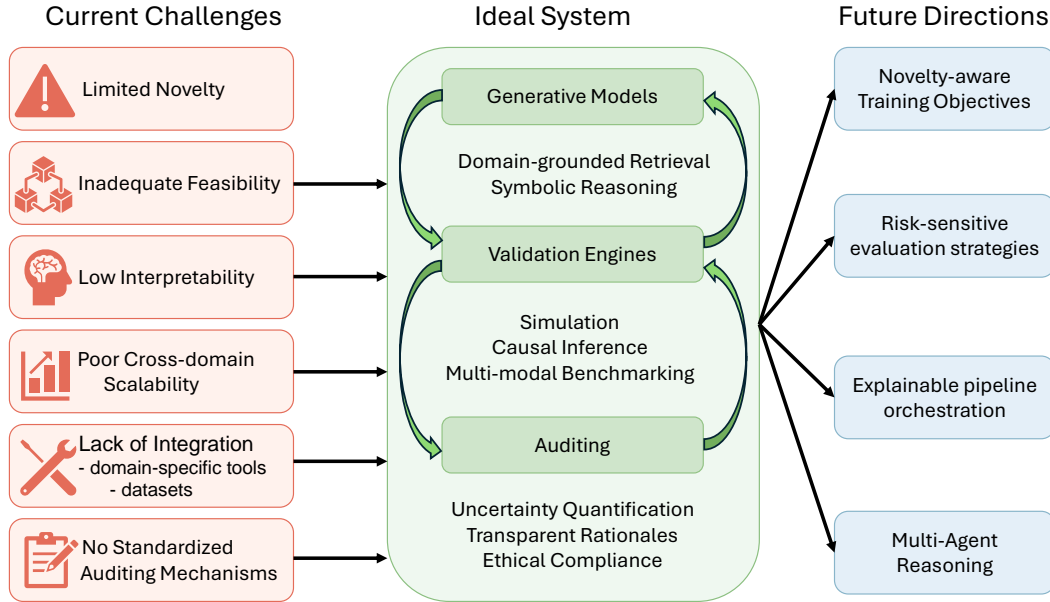 Current Challenges
Limited Novelty
Inadequate Feasibility
Low Interpretability
Poor Cross-domain
Scalability
Lack of Integration
- domain-specific tools
- datasets
No Standardized
Auditing Mechanisms
Ideal System
Generative Models
Domain-grounded Retrieval
Symbolic Reasoning
Validation Engines
Simulation
Causal Inference
Multi-modal Benchmarking
Auditing
Uncertainty Quantification
Transparent Rationales
Ethical Compliance
Future Directions
Novelty-aware
Training Objectives
Risk-sensitive
evaluation strategies
Explainable pipeline
orchestration
Multi-Agent
Reasoning